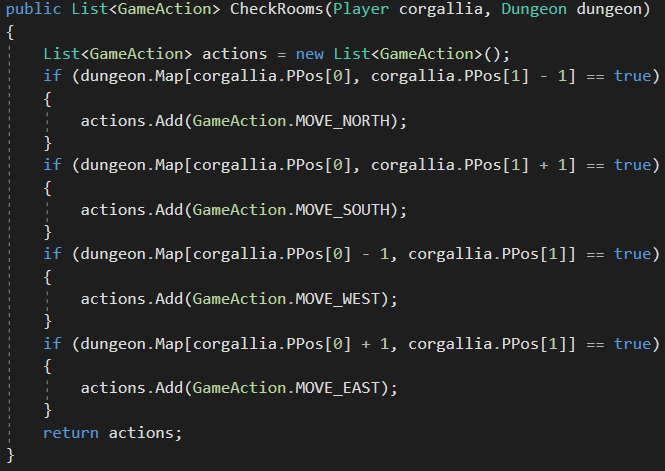 public List<GameAction> CheckRooms(Player corgallia, Dungeon dungeon)
{
    List<GameAction> actions = new List<GameAction>();
    if (dungeon.Map[corgallia.PPos[0], corgallia.PPos[1] - 1] == true)
    {
        actions.Add(GameAction.MOVE_NORTH);
    }
    if (dungeon.Map[corgallia.PPos[0], corgallia.PPos[1] + 1] == true)
    {
        actions.Add(GameAction.MOVE_SOUTH);
    }
    if (dungeon.Map[corgallia.PPos[0] - 1, corgallia.PPos[1]] == true)
    {
        actions.Add(GameAction.MOVE_WEST);
    }
    if (dungeon.Map[corgallia.PPos[0] + 1, corgallia.PPos[1]] == true)
    {
        actions.Add(GameAction.MOVE_EAST);
    }
    return actions;
}